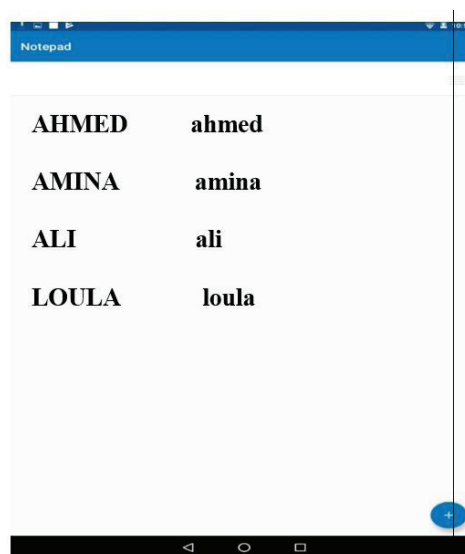 Notepad
AHMED ahmed
AMINA amina
ALI ali
LOULA loula
+